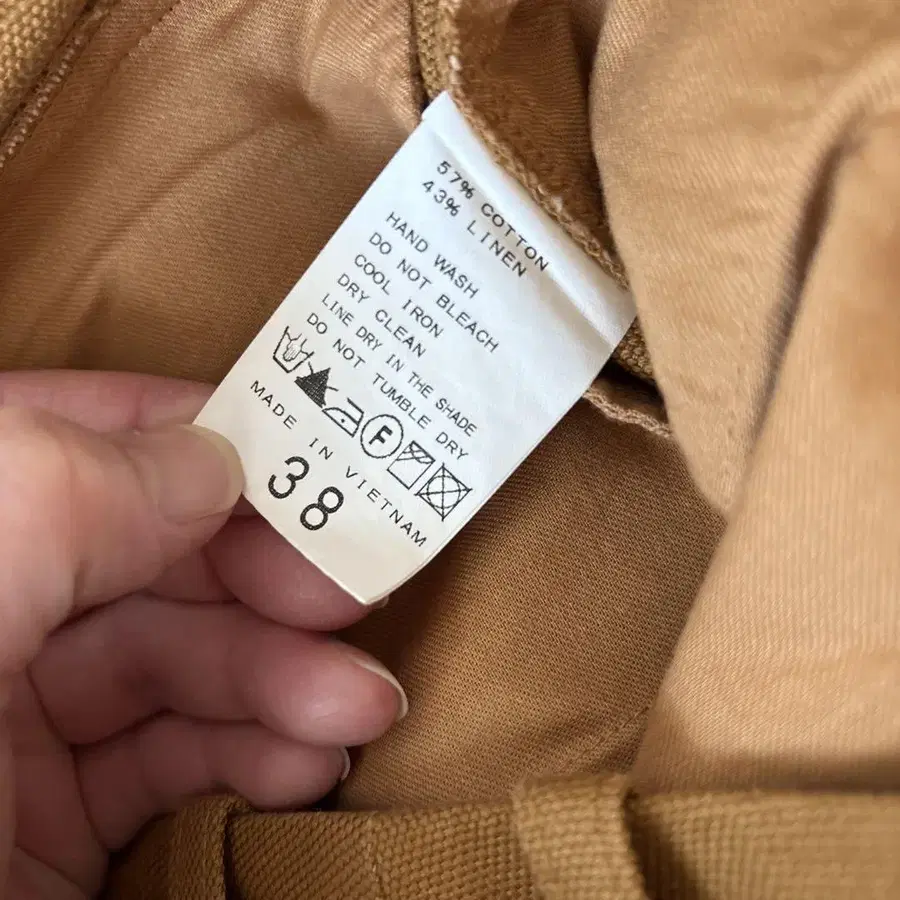 57% COTTON
43% LINEN
HAND WASH
DO NOT BLEACH
COOL IRON
DRY CLEAN
LINE DRY IN THE SHADE
DO NOT TUMBLE DRY
F
MADE IN VIETNAM
38